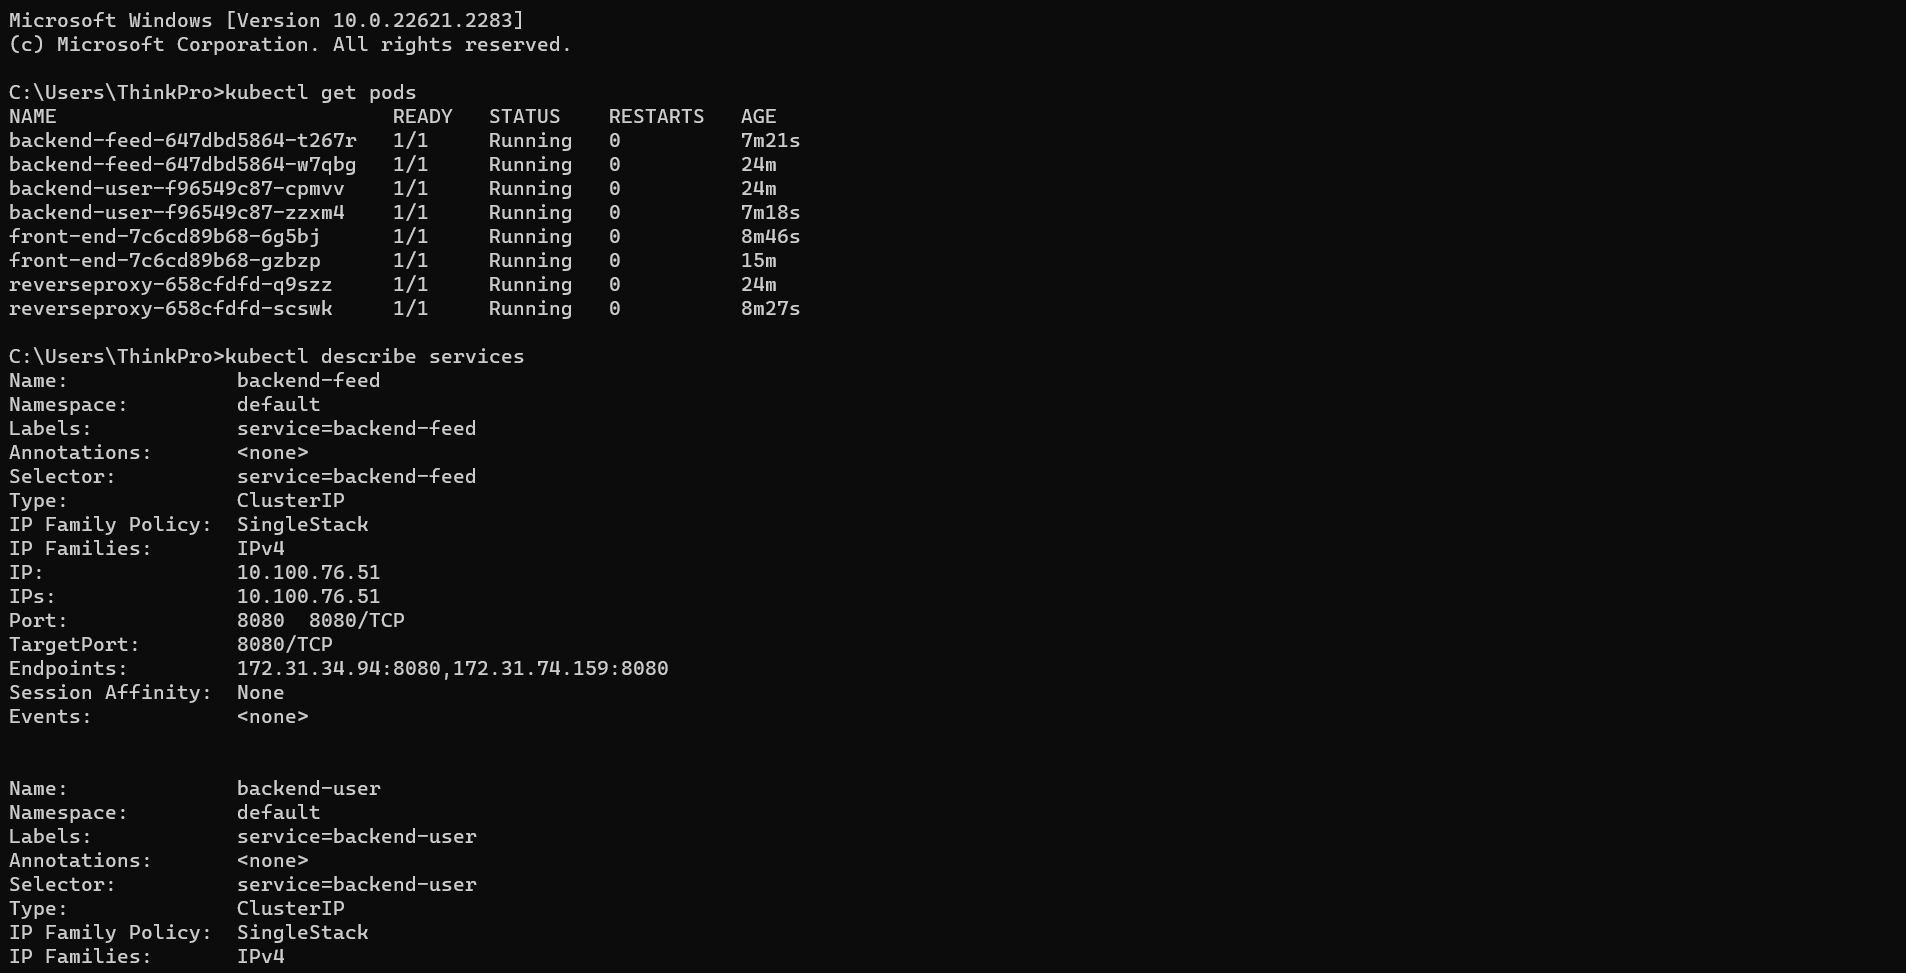 Microsoft Windows [Version 10.0.22621.2283]
(c) Microsoft Corporation. All rights reserved.

C:\Users\ThinkPro>kubectl get pods
NAME                            READY   STATUS    RESTARTS   AGE
backend-feed-647dbd5864-t267r   1/1     Running   0          7m21s
backend-feed-647dbd5864-w7qbg   1/1     Running   0          24m
backend-user-f96549c87-cpmvv    1/1     Running   0          24m
backend-user-f96549c87-zzxm4    1/1     Running   0          7m18s
front-end-7c6cd89b68-6g5bj      1/1     Running   0          8m46s
front-end-7c6cd89b68-gzbzp      1/1     Running   0          15m
reverseproxy-658cfdfd-q9szz     1/1     Running   0          24m
reverseproxy-658cfdfd-scswk     1/1     Running   0          8m27s

C:\Users\ThinkPro>kubectl describe services
Name:              backend-feed
Namespace:         default
Labels:            service=backend-feed
Annotations:       <none>
Selector:          service=backend-feed
Type:              ClusterIP
IP Family Policy:  SingleStack
IP Families:       IPv4
IP:                10.100.76.51
IPs:               10.100.76.51
Port:              8080  8080/TCP
TargetPort:        8080/TCP
Endpoints:         172.31.34.94:8080,172.31.74.159:8080
Session Affinity:  None
Events:            <none>

Name:              backend-user
Namespace:         default
Labels:            service=backend-user
Annotations:       <none>
Selector:          service=backend-user
Type:              ClusterIP
IP Family Policy:  SingleStack
IP Families:       IPv4